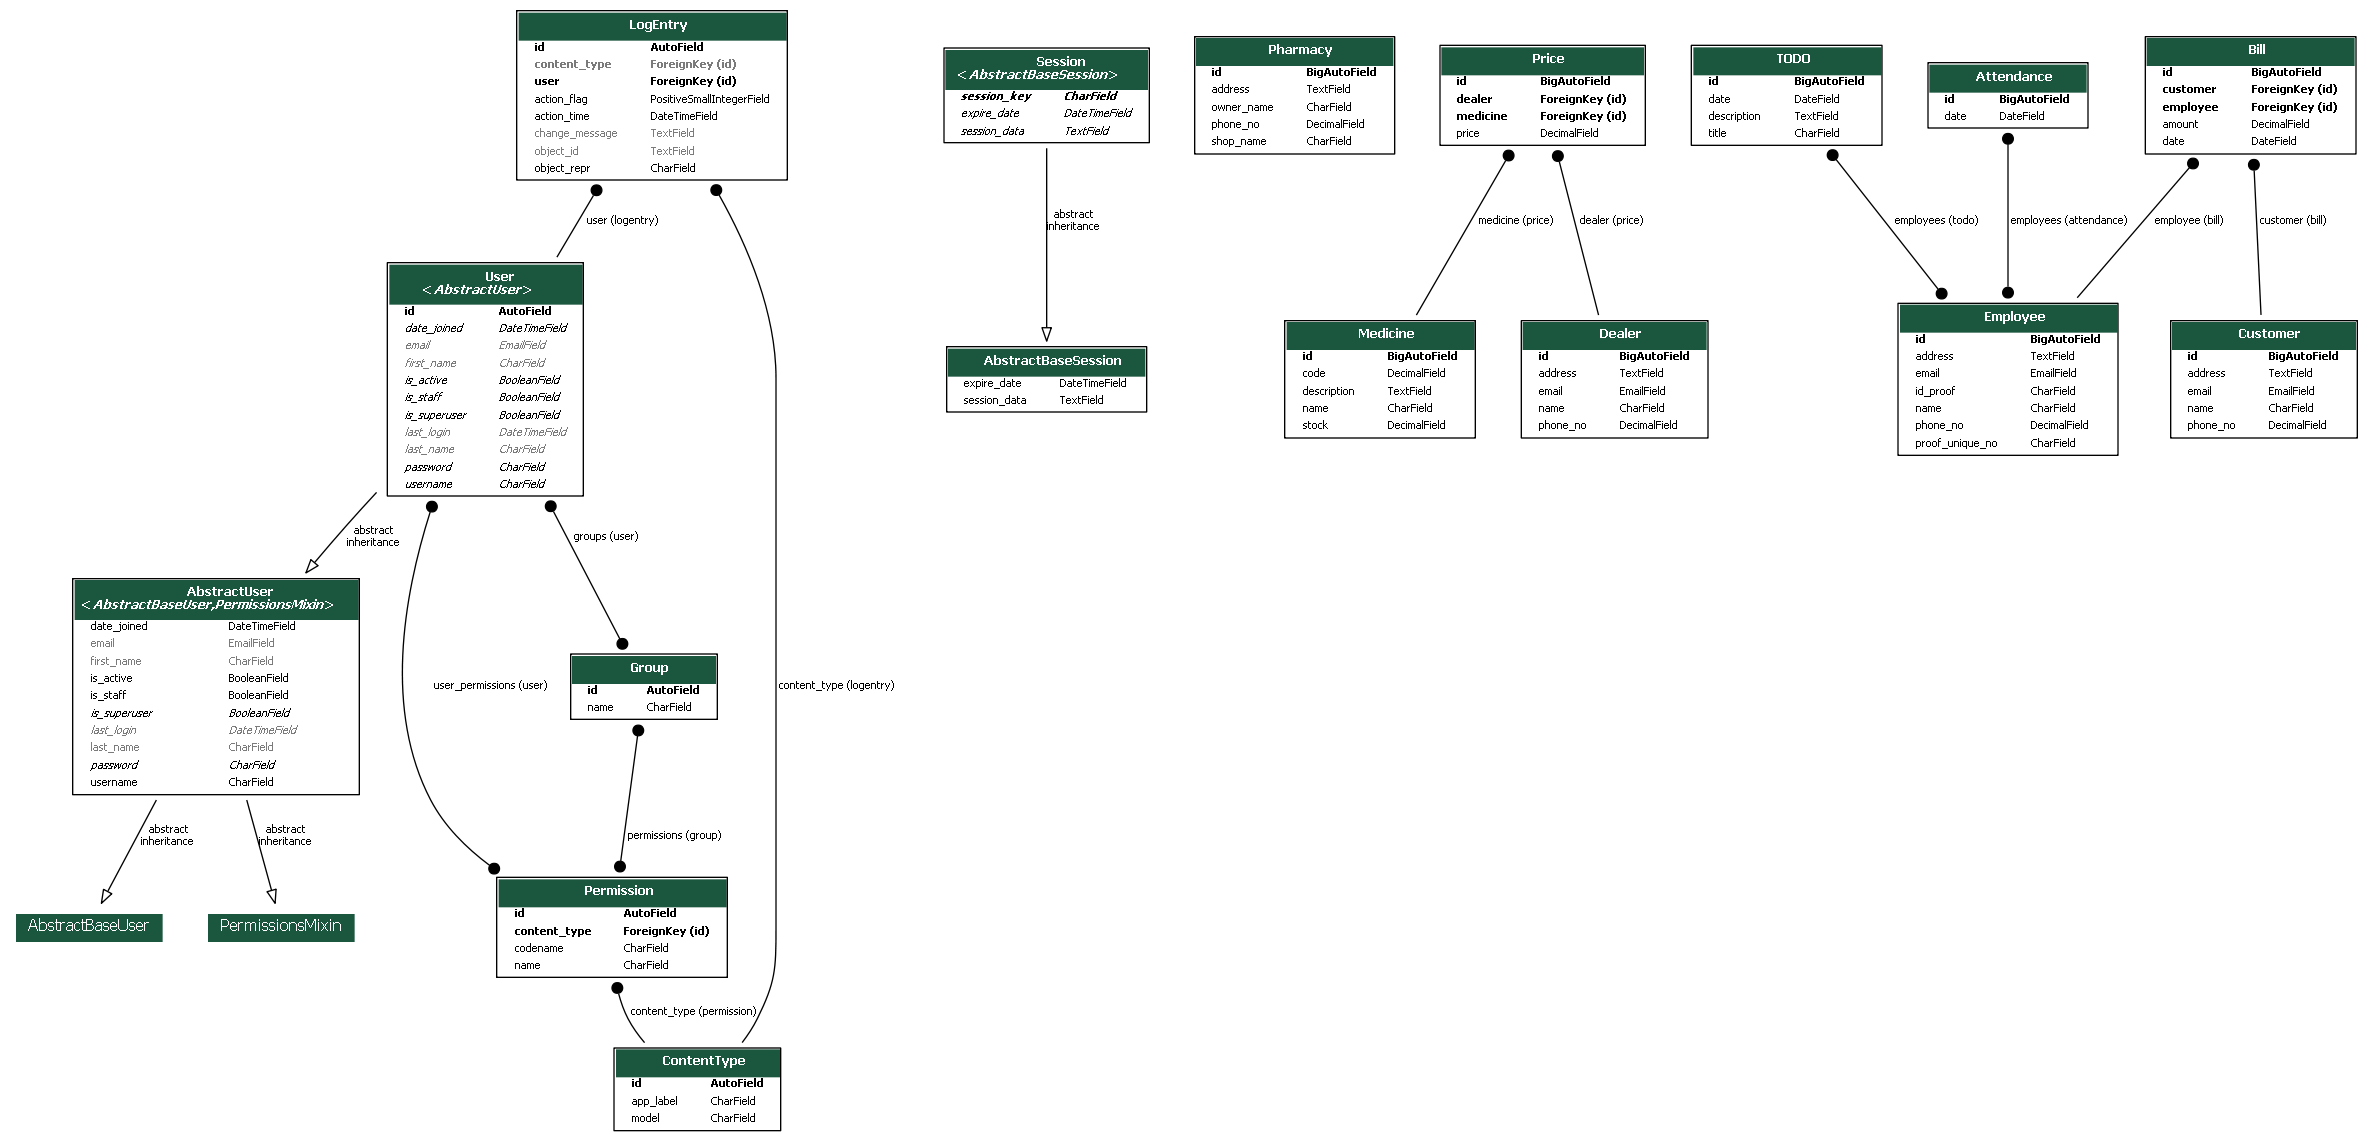 LogEntry
id AutoField
content_type ForeignKey (id)
user ForeignKey (id)
action_flag PositiveSmallIntegerField
action_time DateTimeField
change_message TextField
object_id TextField
object_repr CharField
user (logentry)
User
<AbstractUser>
id AutoField
date_joined DateTimeField
email EmailField
first_name CharField
is_active BooleanField
is_staff BooleanField
is_superuser BooleanField
last_login DateTimeField
last_name CharField
password CharField
username CharField
abstract
inheritance
groups (user)
AbstractUser
<AbstractBaseUser,PermissionsMixin>
date_joined DateTimeField
email EmailField
first_name CharField
is_active BooleanField
is_staff BooleanField
is_superuser BooleanField
last_login DateTimeField
last_name CharField
password CharField
username CharField
user_permissions (user)
Group
id AutoField
name CharField
content_type (logentry)
abstract
inheritance
abstract
inheritance
permissions (group)
AbstractBaseUser
PermissionsMixin
Permission
id AutoField
content_type ForeignKey (id)
codename CharField
name CharField
content_type (permission)
ContentType
id AutoField
app_label CharField
model CharField
Session
<AbstractBaseSession>
session_key CharField
expire_date DateTimeField
session_data TextField
abstract
inheritance
AbstractBaseSession
expire_date DateTimeField
session_data TextField
Pharmacy
id BigAutoField
address TextField
owner_name CharField
phone_no DecimalField
shop_name CharField
Price
id BigAutoField
dealer ForeignKey (id)
medicine ForeignKey (id)
price DecimalField
medicine (price)
dealer (price)
Medicine
id BigAutoField
code DecimalField
description TextField
name CharField
stock DecimalField
Dealer
id BigAutoField
address TextField
email EmailField
name CharField
phone_no DecimalField
TODO
id BigAutoField
date DateField
description TextField
title CharField
Attendance
id BigAutoField
date DateField
Bill
id BigAutoField
customer ForeignKey (id)
employee ForeignKey (id)
amount DecimalField
date DateField
employees (todo)
employees (attendance)
employee (bill)
customer (bill)
Employee
id BigAutoField
address TextField
email EmailField
id_proof CharField
name CharField
phone_no DecimalField
proof_unique_no CharField
Customer
id BigAutoField
address TextField
email EmailField
name CharField
phone_no DecimalField